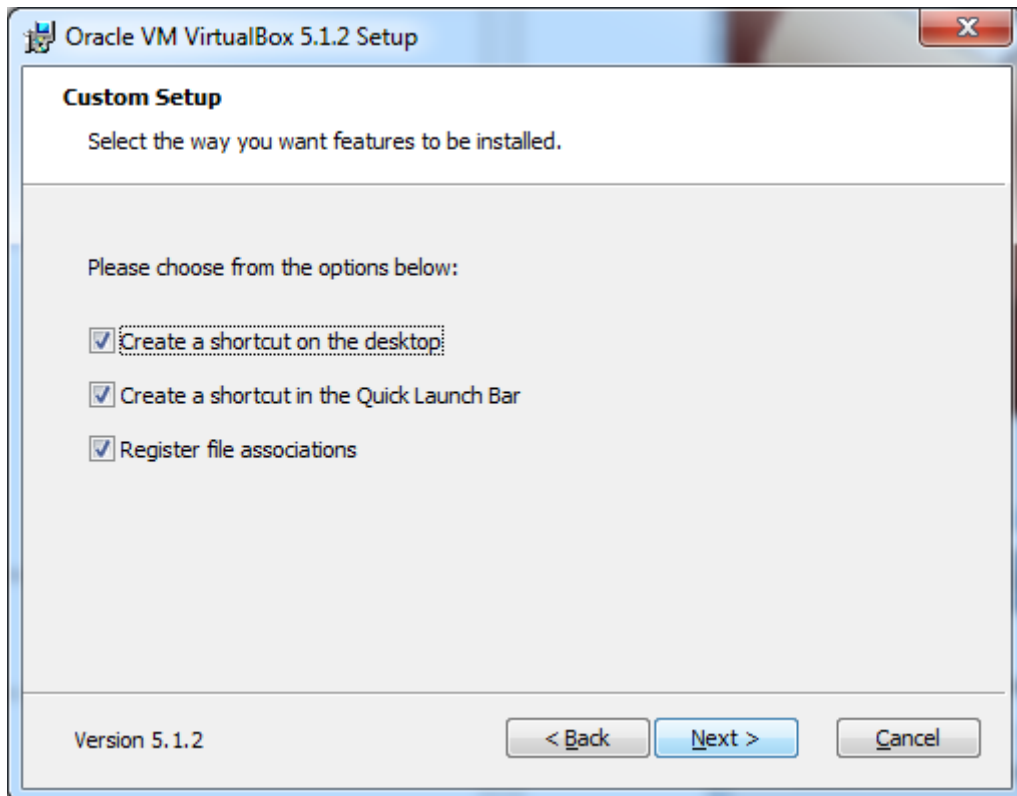 Oracle VM VirtualBox 5.1.2 Setup
Custom Setup
Select the way you want features to be installed.
Please choose from the options below:
Create a shortcut on the desktop
Create a shortcut in the Quick Launch Bar
Register file associations
Version 5.1.2
< Back
Next >
Cancel